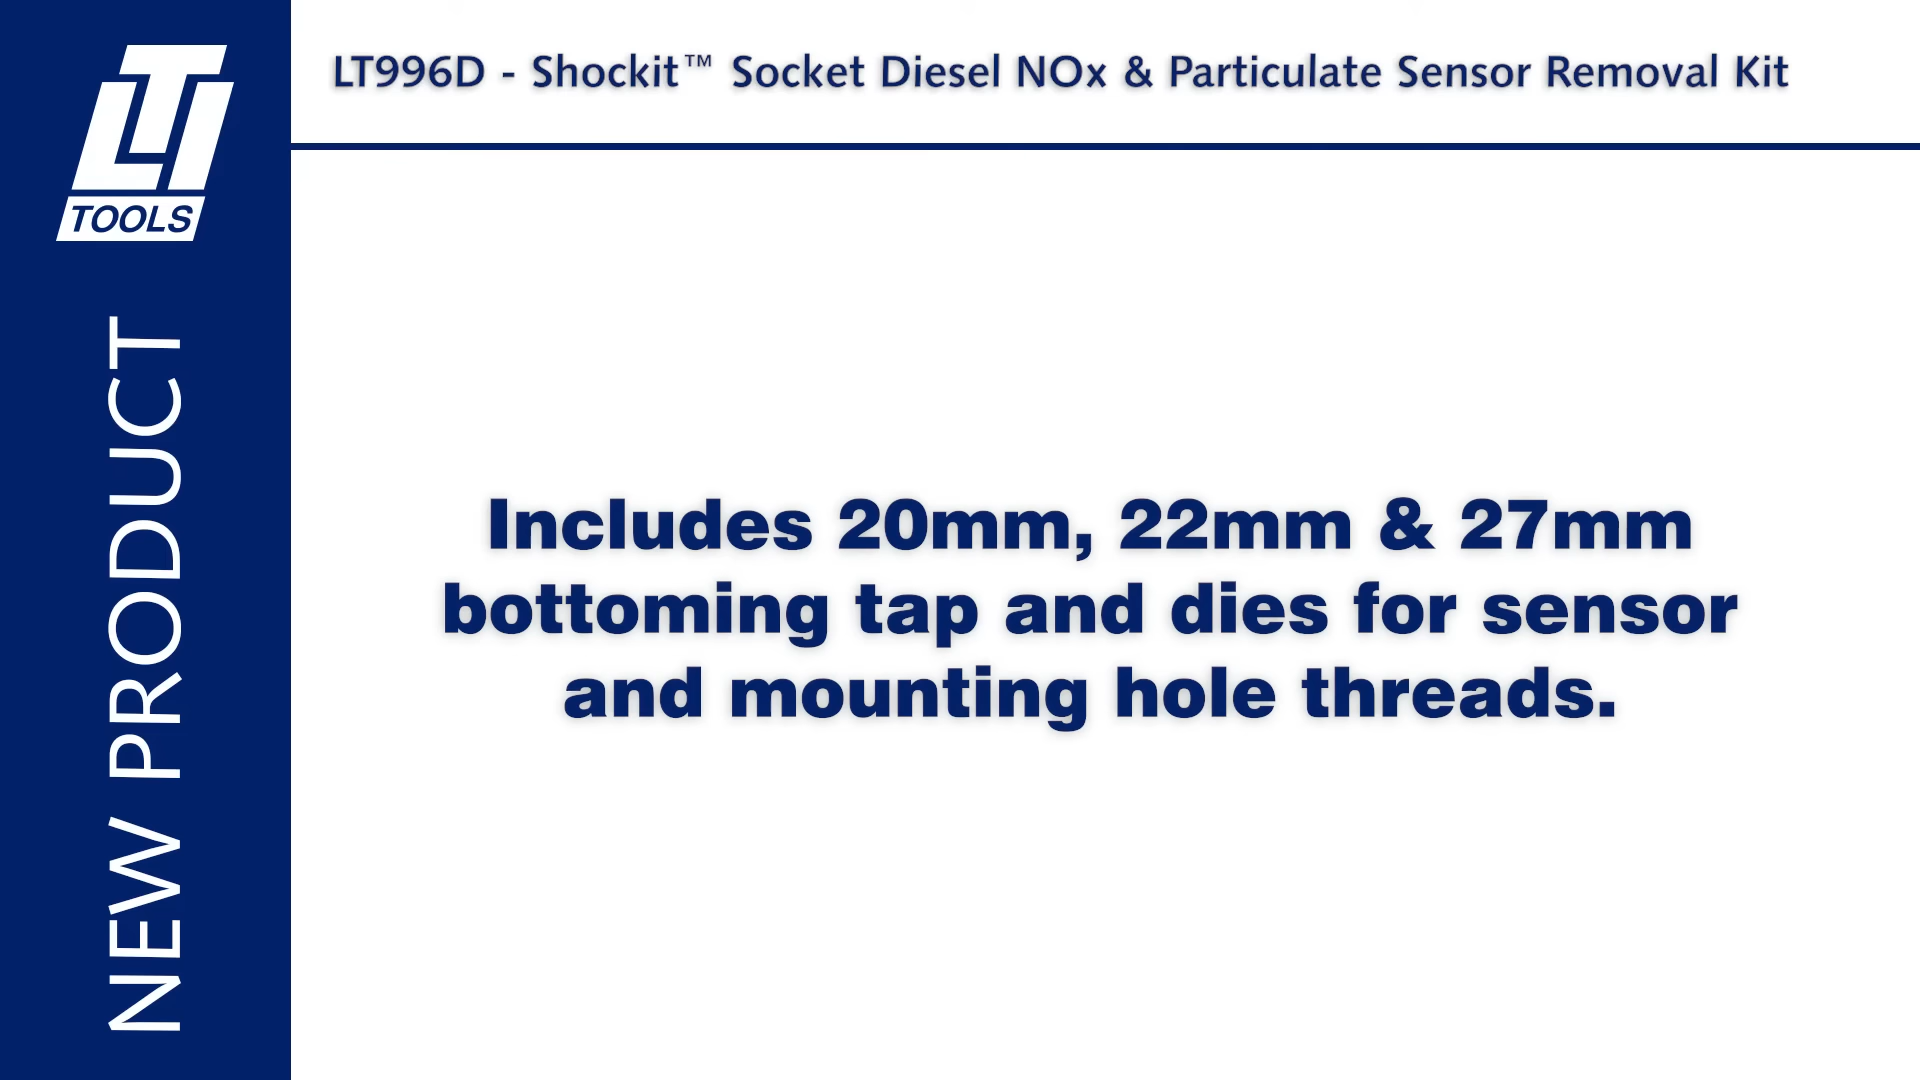 LTI
TOOLS
NEW PRODUCT
LT996D - Shockit™ Socket Diesel NOx & Particulate Sensor Removal Kit
Includes 20mm, 22mm & 27mm
bottoming tap and dies for sensor
and mounting hole threads.